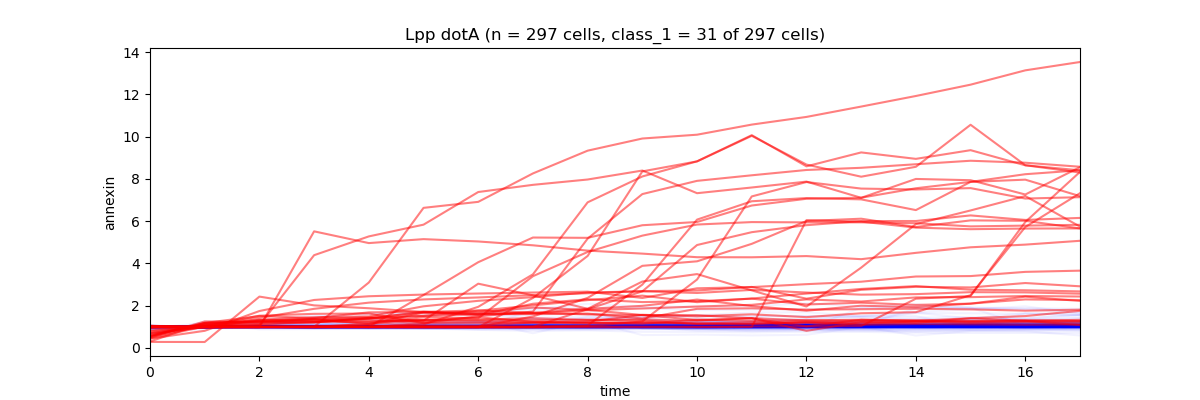 Lpp dotA (n = 297 cells, class_1 = 31 of 297 cells)
14
12
10
8
6
4
2
0
annexin
0 2 4 6 8 10 12 14 16
time